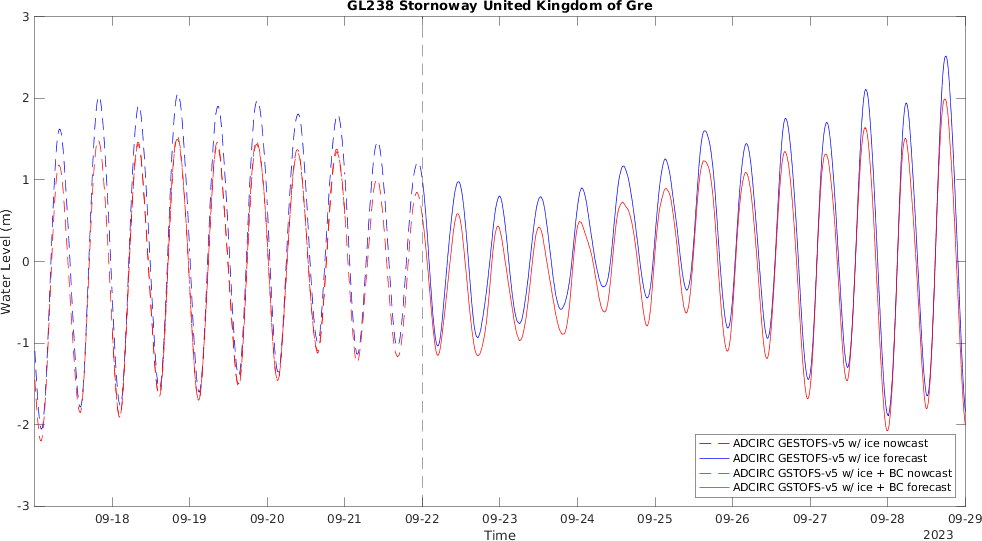 GL238 Stornoway United Kingdom of Gre
3
2
1
0
-1
-2
-3
Water Level (m)
ADCIRC GESTOFS-v5 w/ ice nowcast
ADCIRC GESTOFS-v5 w/ ice forecast
ADCIRC GSTOFS-v5 w/ ice + BC nowcast
ADCIRC GSTOFS-v5 w/ ice + BC forecast
09-18 09-19 09-20 09-21 09-22 09-23 09-24 09-25 09-26 09-27 09-28 09-29
Time
2023